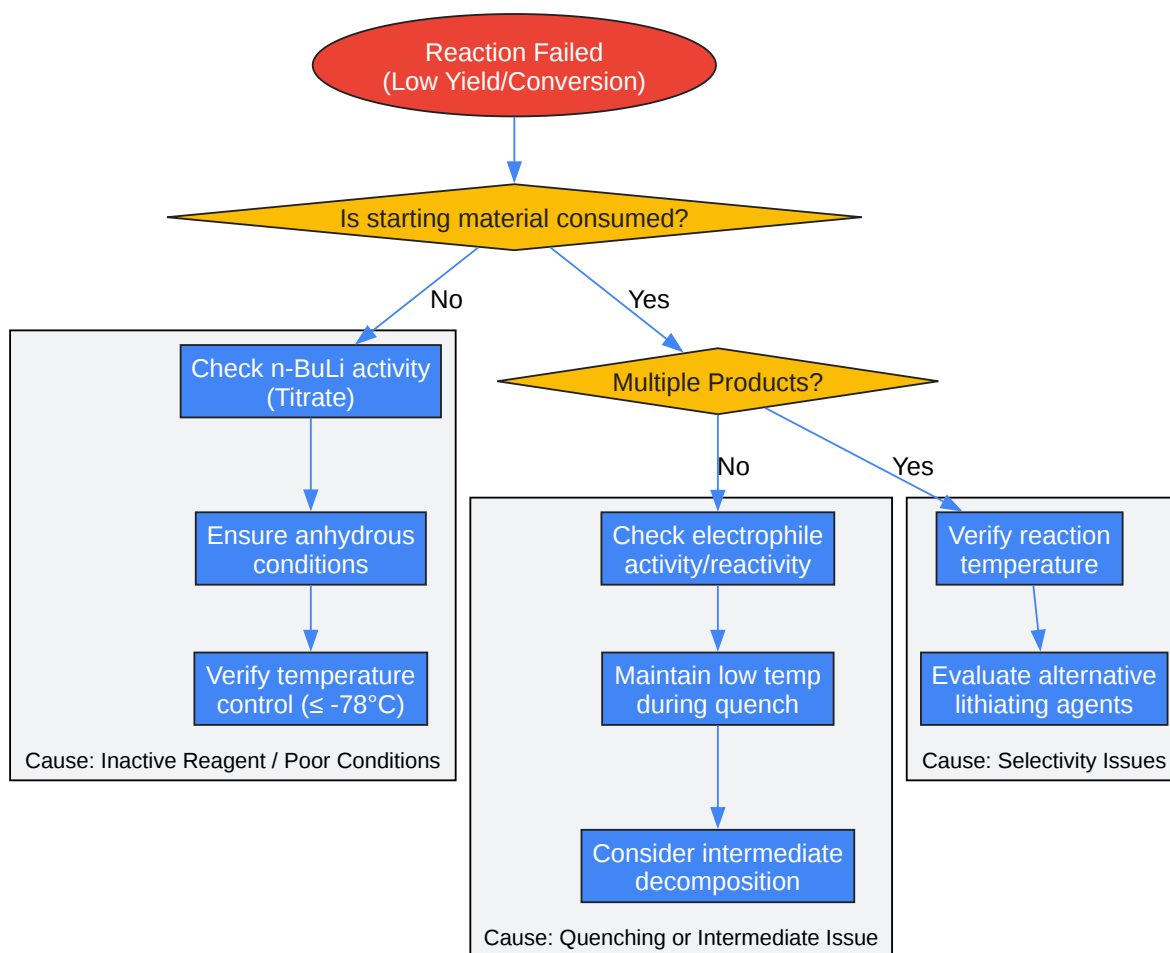 Reaction Failed
(Low Yield/Conversion)
Is starting material consumed?
No
Yes
Check n-BuLi activity
(Titrate)
Multiple Products?
No
Yes
Ensure anhydrous
conditions
Check electrophile
activity/reactivity
Verify reaction
temperature
Verify temperature
control (≤ -78°C)
Maintain low temp
during quench
Evaluate alternative
lithiating agents
Cause: Inactive Reagent / Poor Conditions
Cause: Selectivity Issues
Consider intermediate
decomposition
Cause: Quenching or Intermediate Issue